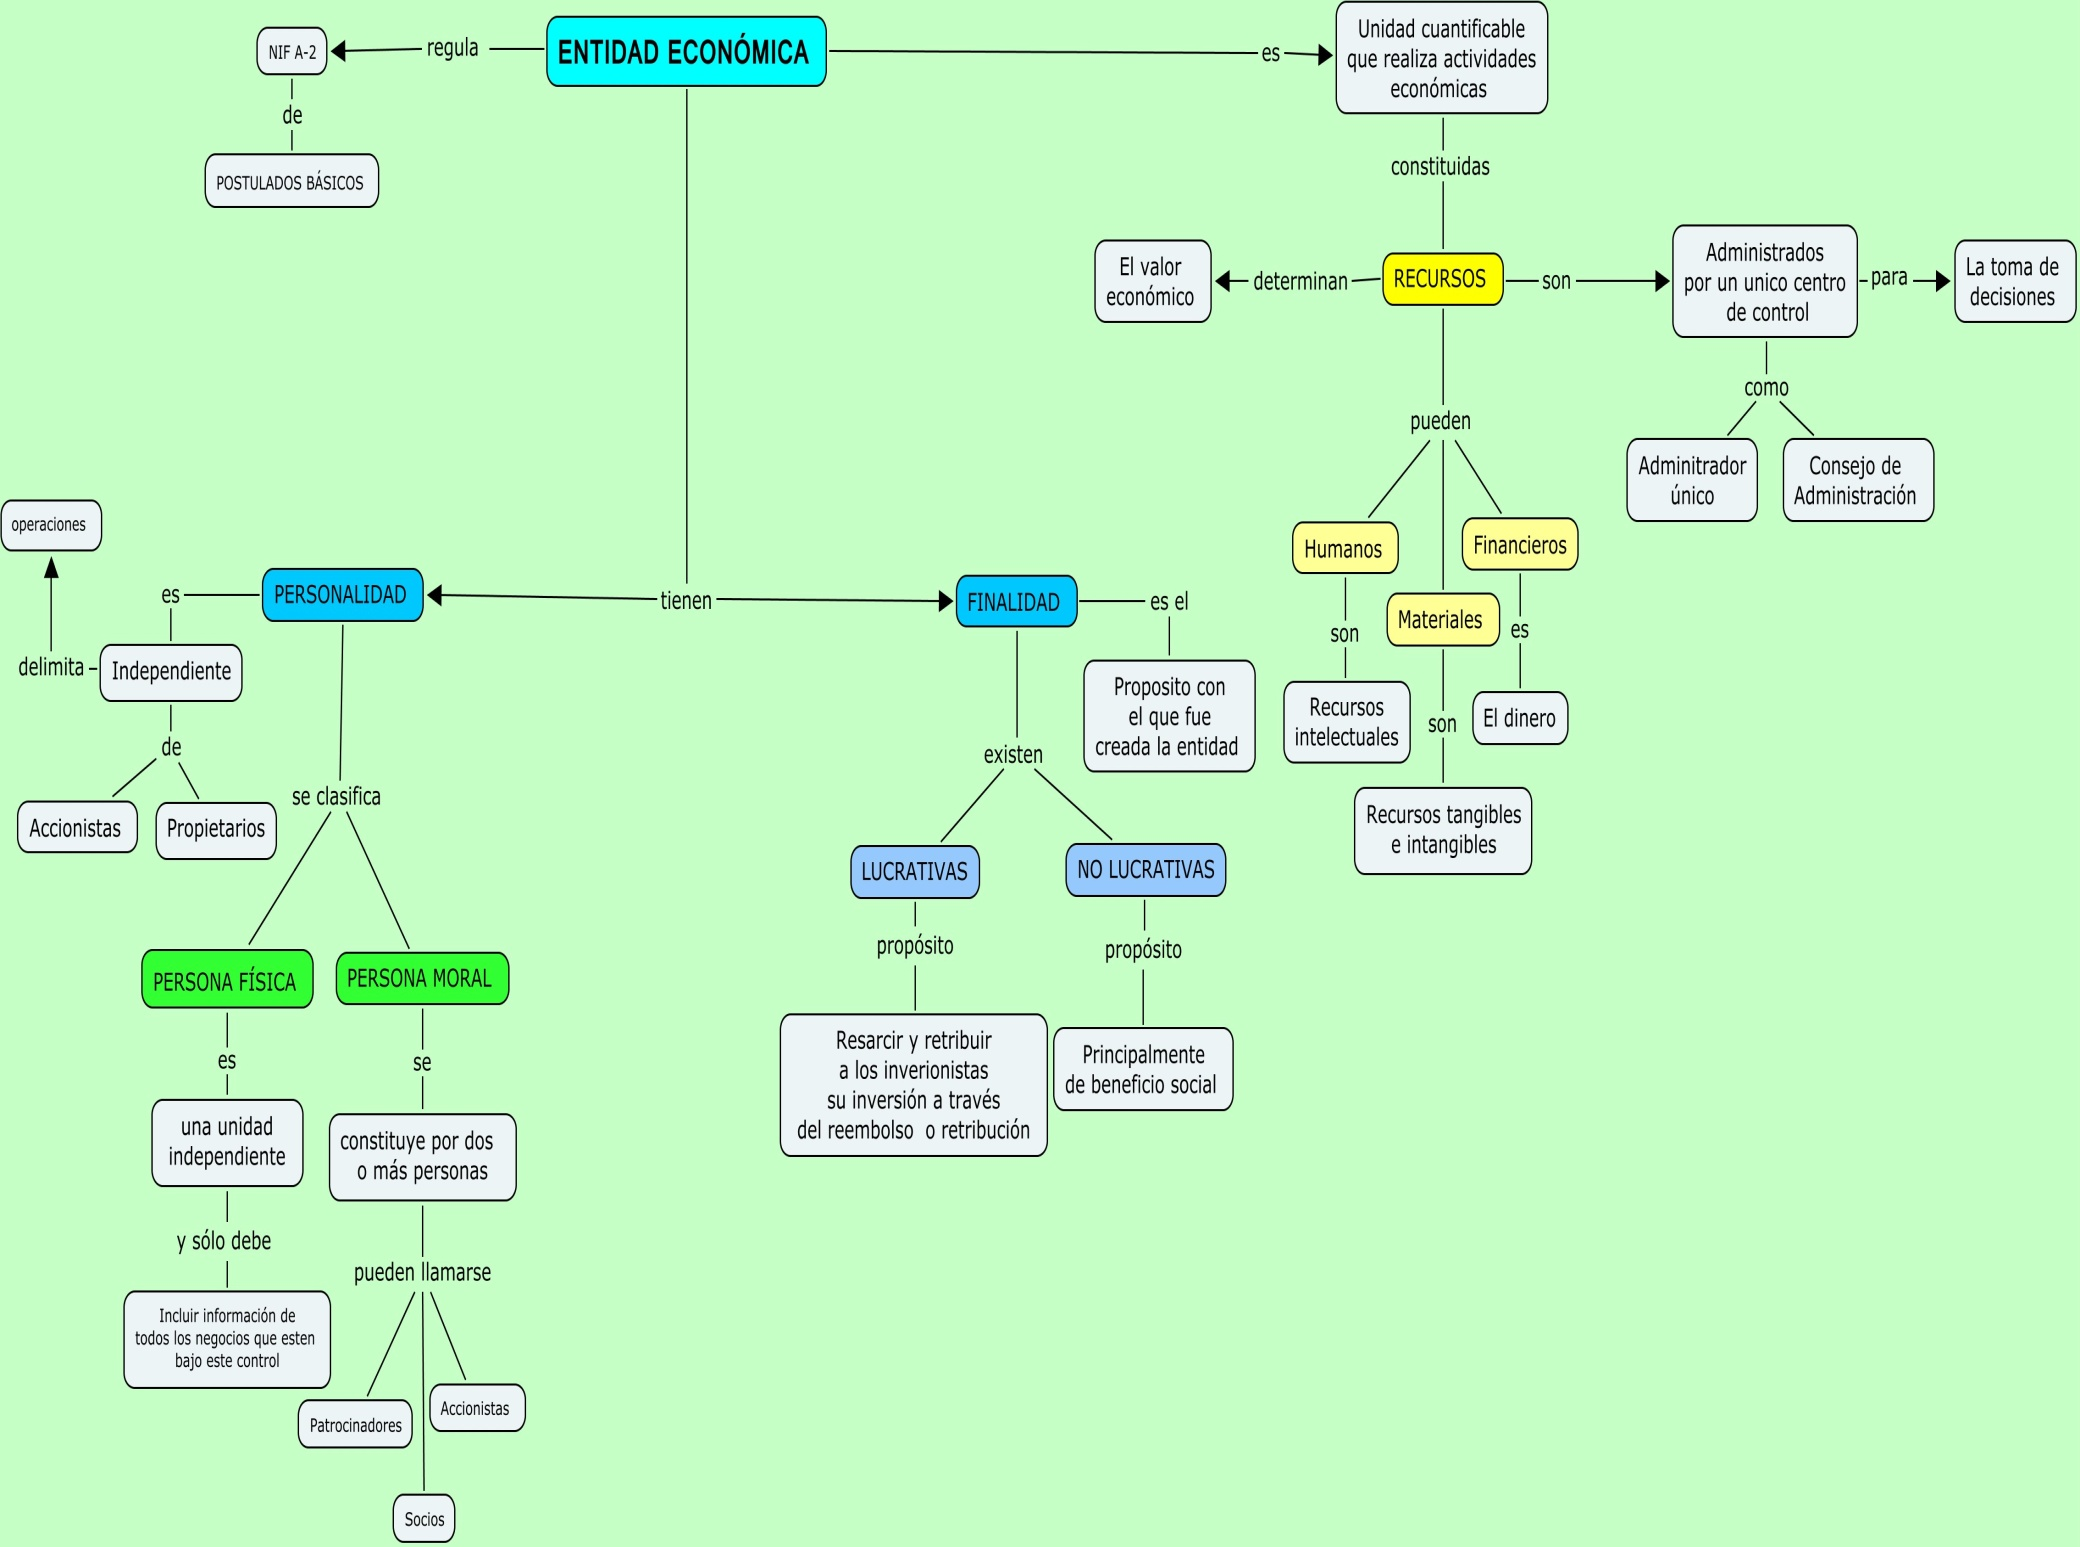 ENTIDAD ECONÓMICA
regula
NIF A-2
de
POSTULADOS BÁSICOS
es
Unidad cuantificable
que realiza actividades
económicas
constituidas
RECURSOS
determinan
El valor
económico
son
Administrados
por un unico centro
de control
para
La toma de
decisiones
como
Adminitrador
único
Consejo de
Administración
pueden
Humanos
son
Recursos
intelectuales
Materiales
son
Recursos tangibles
e intangibles
Financieros
es
El dinero
tienen
PERSONALIDAD
es
Independiente
delimita
operaciones
de
Accionistas
Propietarios
se clasifica
PERSONA FÍSICA
es
una unidad
independiente
y sólo debe
Incluir información de
todos los negocios que esten
bajo este control
PERSONA MORAL
se
constituye por dos
o más personas
pueden llamarse
Patrocinadores
Socios
Accionistas
FINALIDAD
es el
Proposito con
el que fue
creada la entidad
existen
LUCRATIVAS
propósito
Resarcir y retribuir
a los inverionistas
su inversión a través
del reembolso o retribución
NO LUCRATIVAS
propósito
Principalmente
de beneficio social